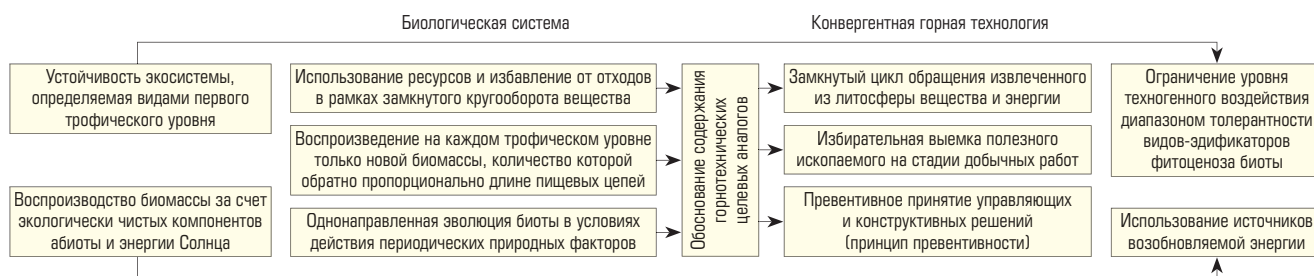 Биологическая система
Конвергентная горная технология
Устойчивость экосистемы,
определяемая видами первого
трофического уровня
Воспроизводство биомассы за счет
экологически чистых компонентов
абиоты и энергии Солнца
Использование ресурсов и избавление от отходов
в рамках замкнутого кругооборота вещества
Воспроизведение на каждом трофическом уровне
только новой биомассы, количество которой
обратно пропорционально длине пищевых цепей
Однонаправленная эволюция биоты в условиях
действия периодических природных факторов
Обоснование содержания
горнотехнических
целевых аналогов
Замкнутый цикл обращения извлеченного
из литосферы вещества и энергии
Избирательная выемка полезного
ископаемого на стадии добычных работ
Превентивное принятие управляющих
и конструктивных решений
(принцип превентивности)
Ограничение уровня
техногенного воздействия
диапазоном толерантности
видов-эдификаторов
фитоценоза биоты
Использование источников
возобновляемой энергии